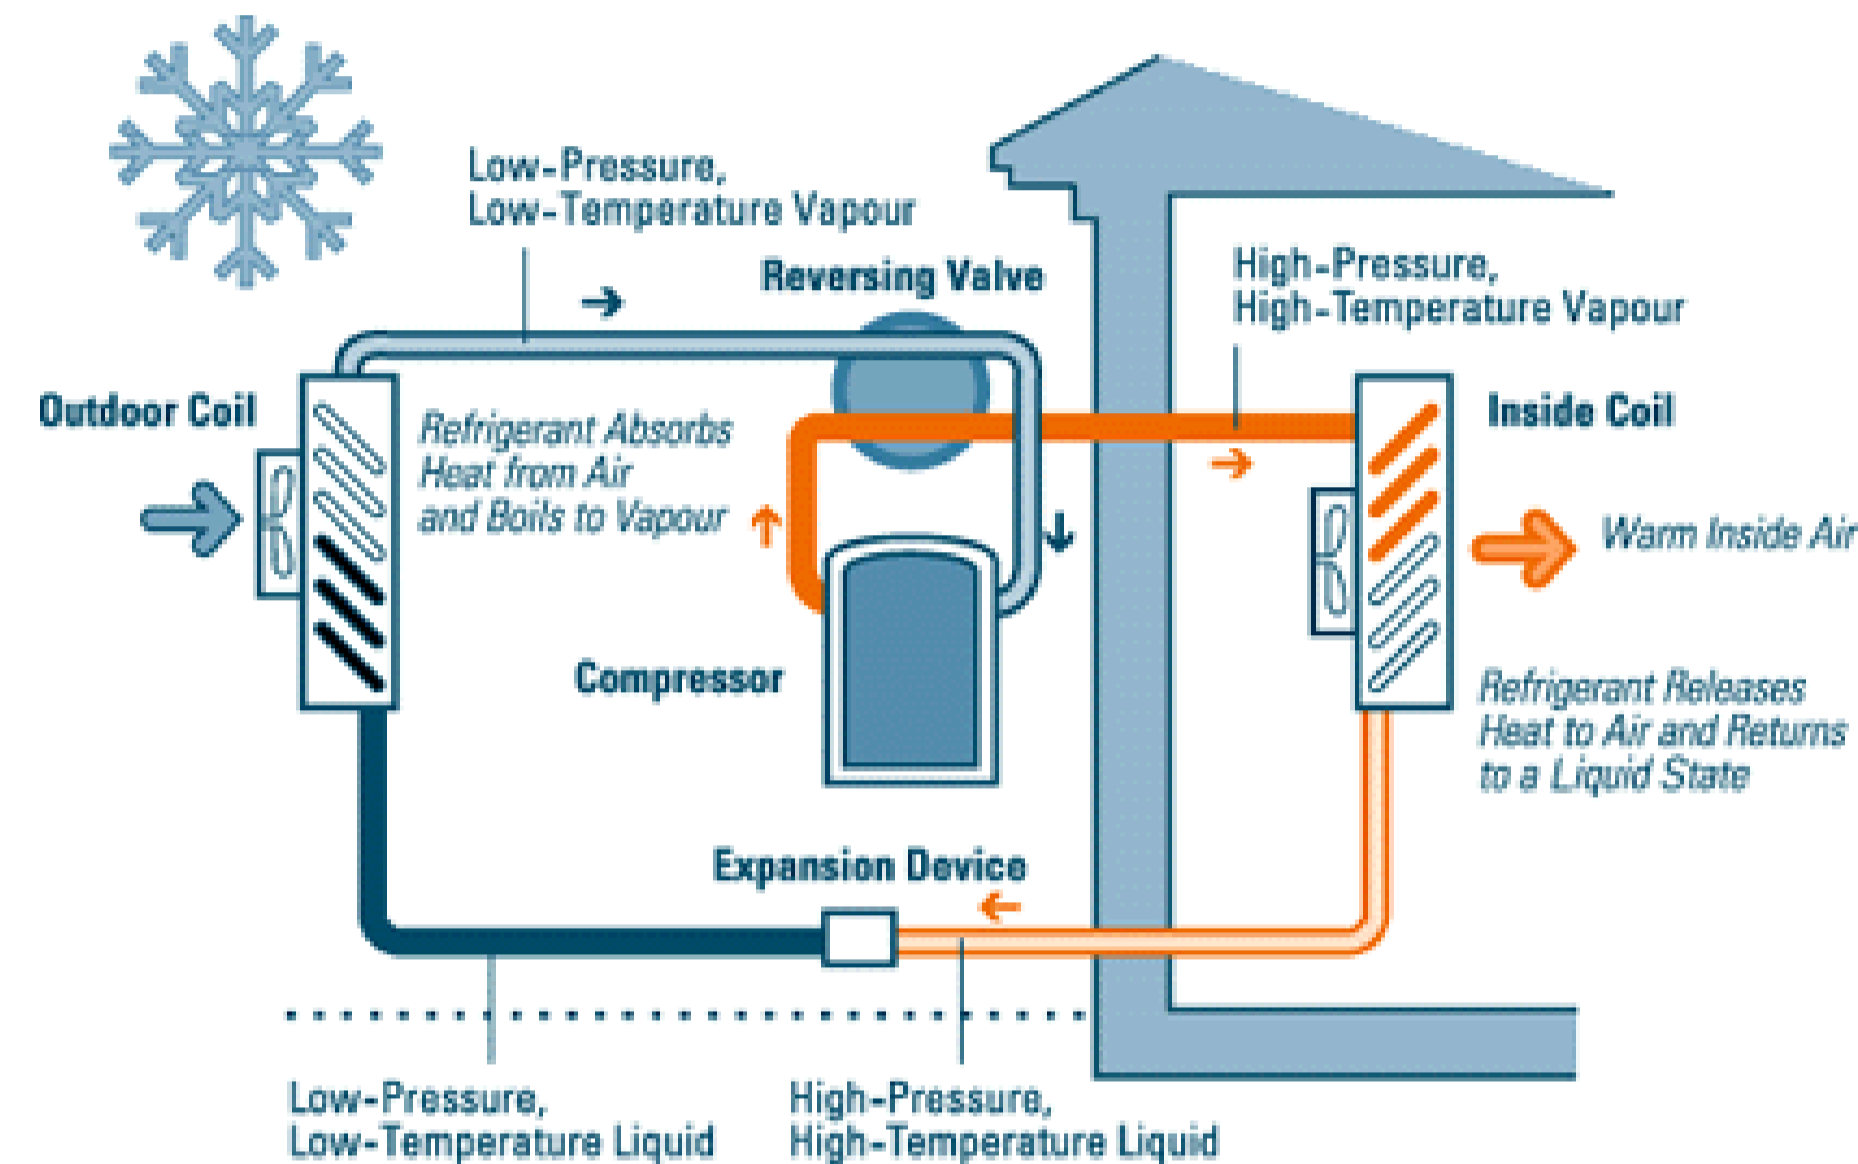 Low-Pressure,
Low-Temperature Vapour
Reversing Valve
High-Pressure,
High-Temperature Vapour
Outdoor Coil
Refrigerant Absorbs
Heat from Air
and Boils to Vapour
Inside Coil
Warm Inside Air
Compressor
Refrigerant Releases
Heat to Air and Returns
to a Liquid State
Expansion Device
Low-Pressure,
Low-Temperature Liquid
High-Pressure,
High-Temperature Liquid